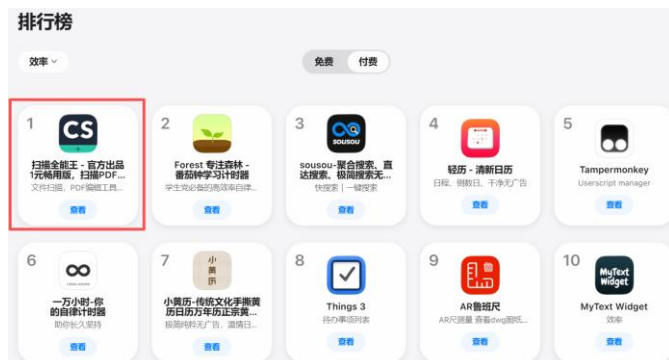 排行榜
效率
免费
付费
1
CS
扫描全能王 - 官方出品
1元畅用版，扫描PDF...
文件扫描，PDF编辑工具...
查看
2
Forest 专注森林 -
番茄钟学习计时器
学生党必备的高效率自律...
查看
3
SOUSOU
sousou-聚合搜索、直
达搜索、极简搜索无...
快搜索 | 一键搜索
查看
4
轻历 - 清新日历
日程、倒数日、干净无广告
查看
5
Tampermonkey
Userscript manager
查看
6
一万小时-你
的自律计时器
助你长久坚持
查看
7
小黄历
小黄历-传统文化手撕黄
历日历万年历正宗黄...
极简纯粹无广告，温情日...
查看
8
Things 3
待办事项列表
查看
9
AR鲁班尺
AR尺测量 查看dwg图纸...
查看
10
MyText
Widget
MyText Widget
效率
查看